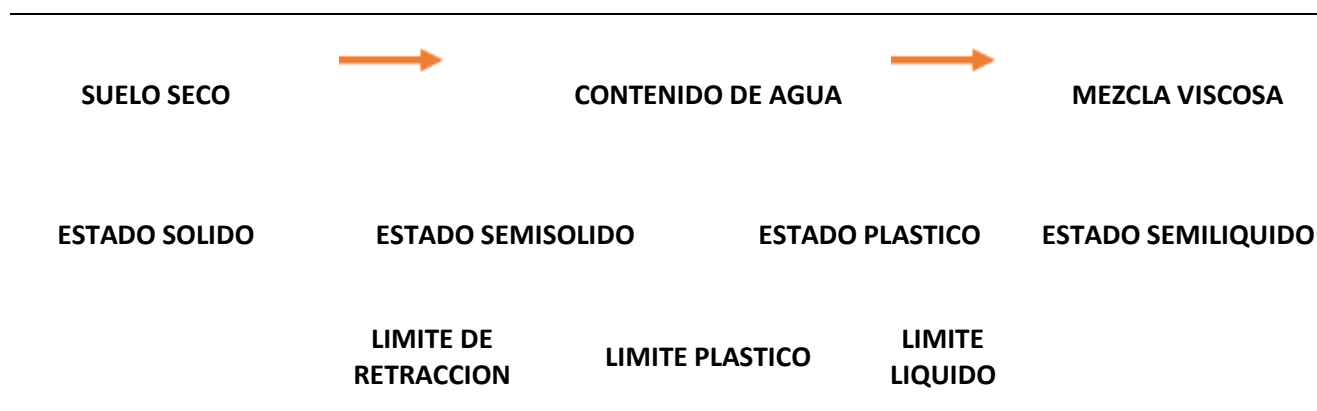 SUELO SECO CONTENIDO DE AGUA MEZCLA VISCOSA
ESTADO SOLIDO ESTADO SEMISOLIDO ESTADO PLASTICO ESTADO SEMILIQUIDO
LIMITE DE
RETRACCION
LIMITE PLASTICO
LIMITE
LIQUIDO